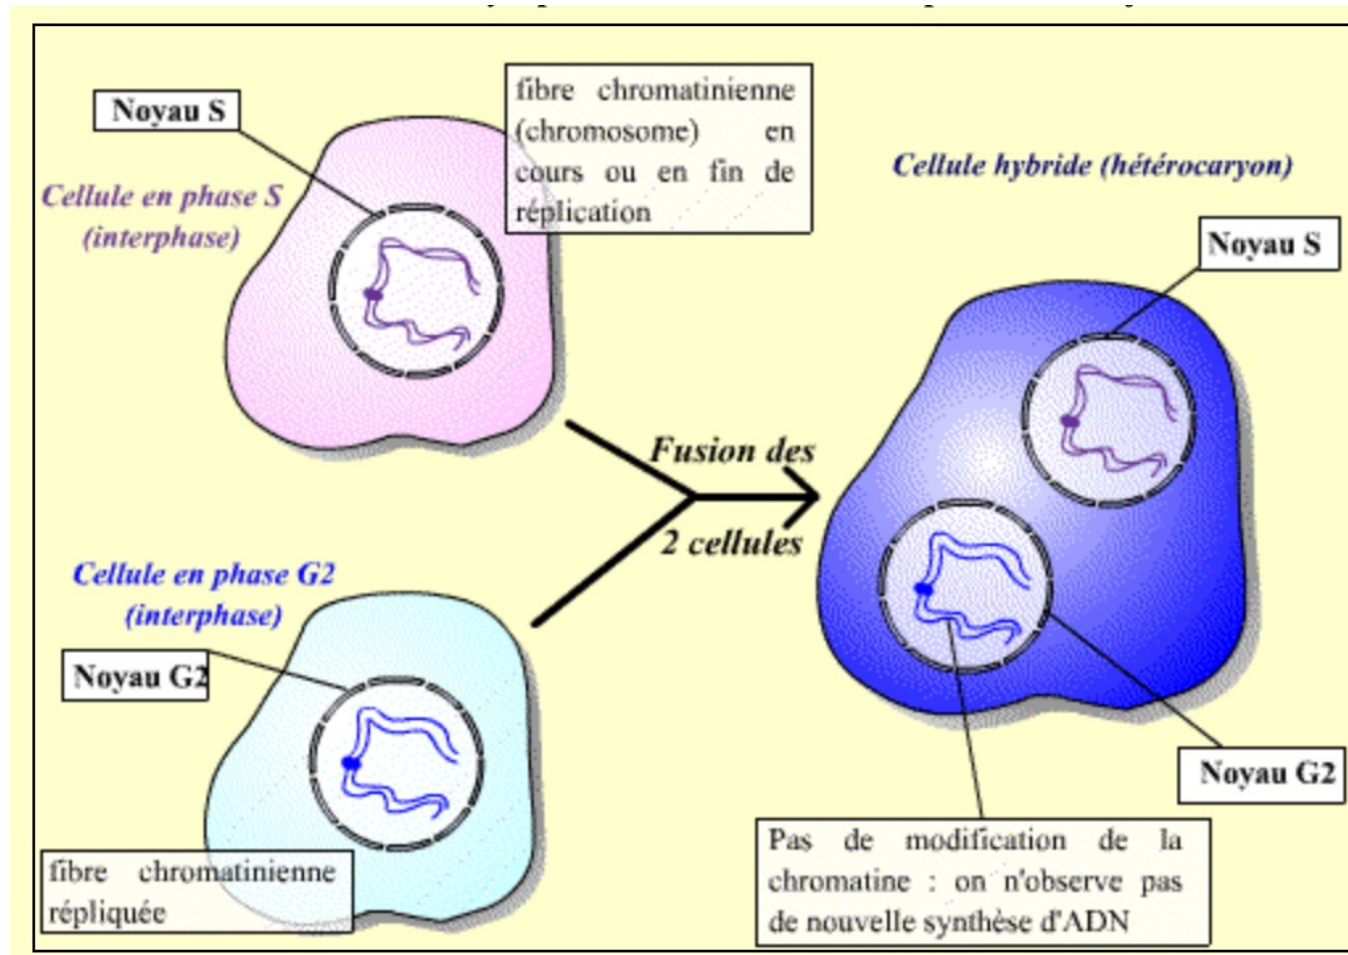 Noyau S
Cellule en phase S
(interphase)
fibre chromatinienne
(chromosome) en
cours ou en fin de
réplication
Cellule hybride (hétérocaryon)
Noyau S
Fusion des
2 cellules
Cellule en phase G2
(interphase)
Noyau G2
fibre chromatinienne
répliquée
Noyau G2
Pas de modification de la
chromatine : on n'observe pas
de nouvelle synthèse d'ADN